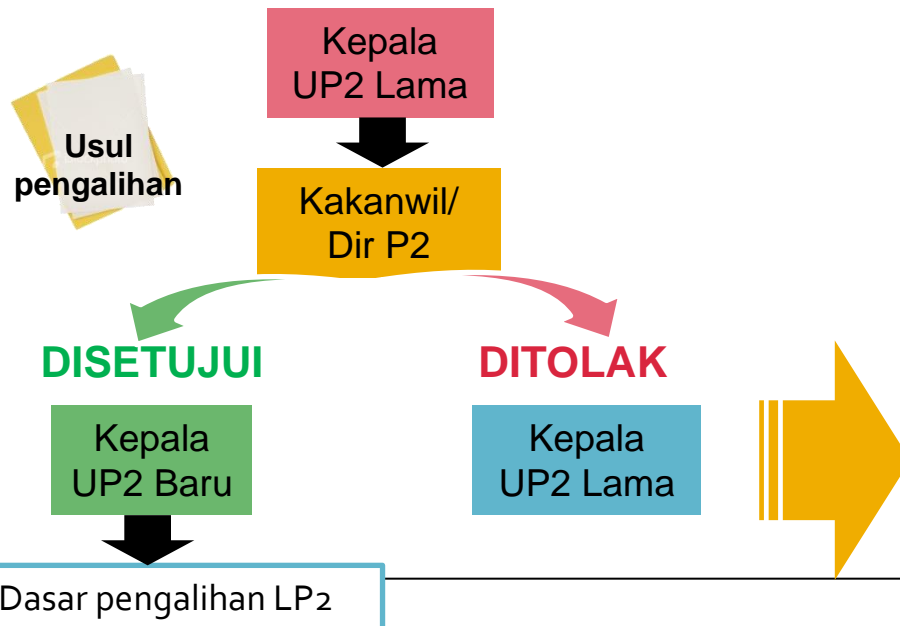 Kepala
UP2 Lama
Usul
pengalihan
Kakanwil/
Dir P2
DISETUJUI
DITOLAK
Kepala
UP2 Baru
Kepala
UP2 Lama
Dasar pengalihan LP2